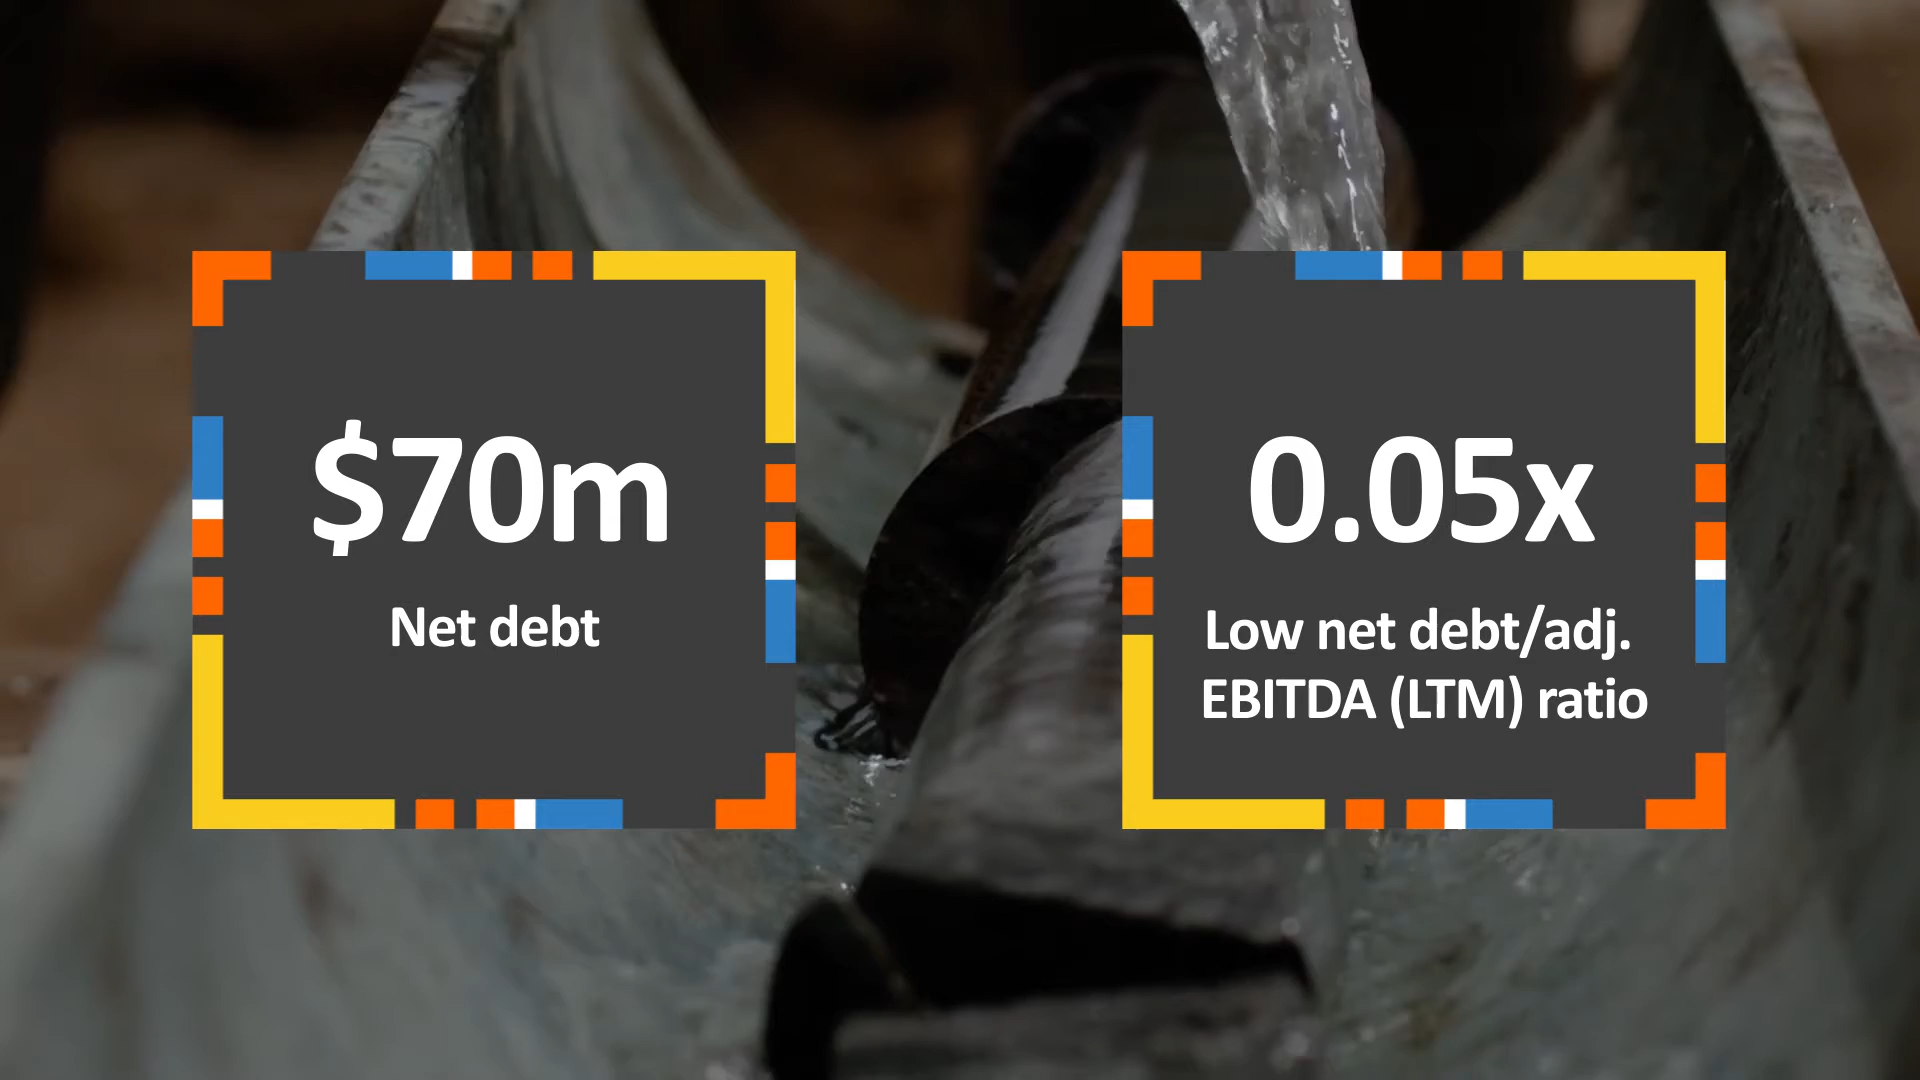 $70m
Net debt
0.05x
Low net debt/adj.
EBITDA (LTM) ratio